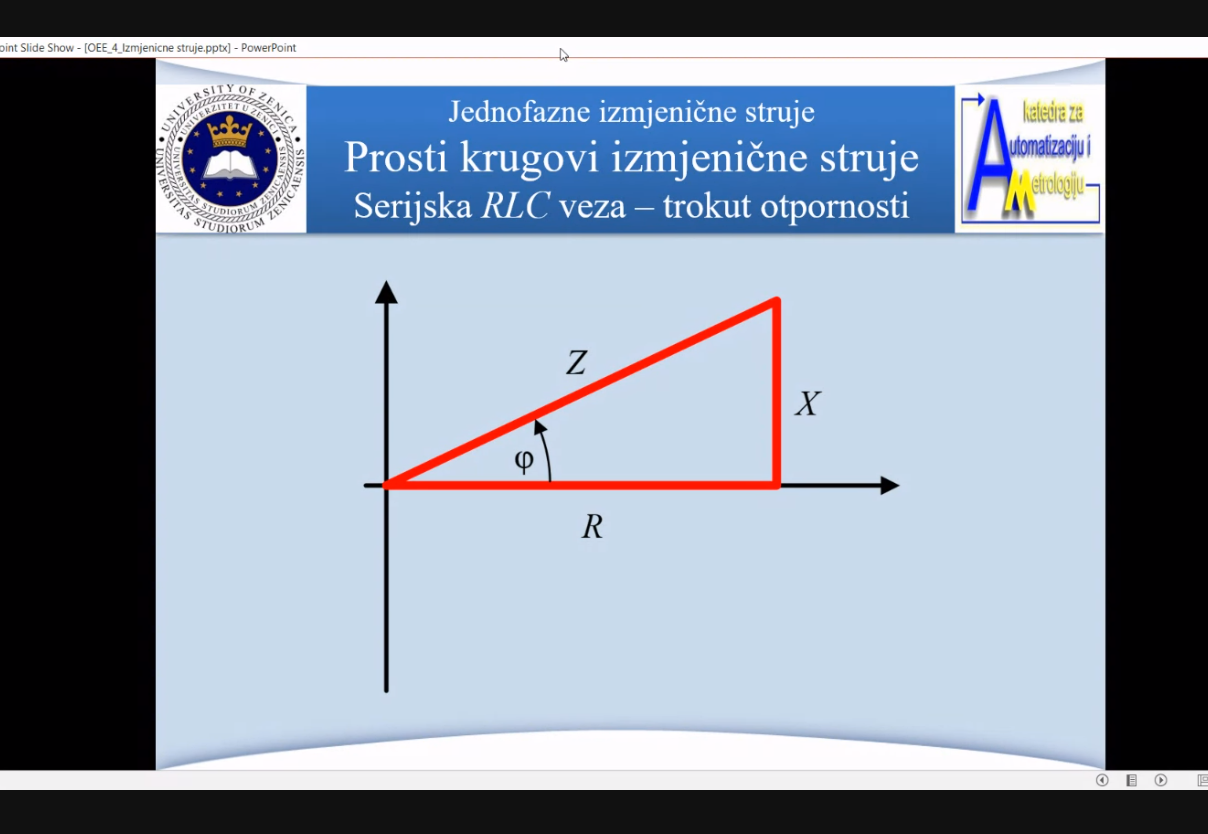 oint Slide Show - [OEE_4_Izmjenicne struje.pptx] - PowerPoint
UNIVERSITY OF ZENICA
UNIVERZITET U ZENICI
UNIVERSITAS STUDIORUM ZENICAENSIS
UNIVERSITAS STUDIORUM ZENICAENSIS
Jednofazne izmjenične struje
Prosti krugovi izmjenične struje
Serijska RLC veza – trokut otpornosti
katedra za
Automatizaciju i
Metrologiju
Z
X
φ
R